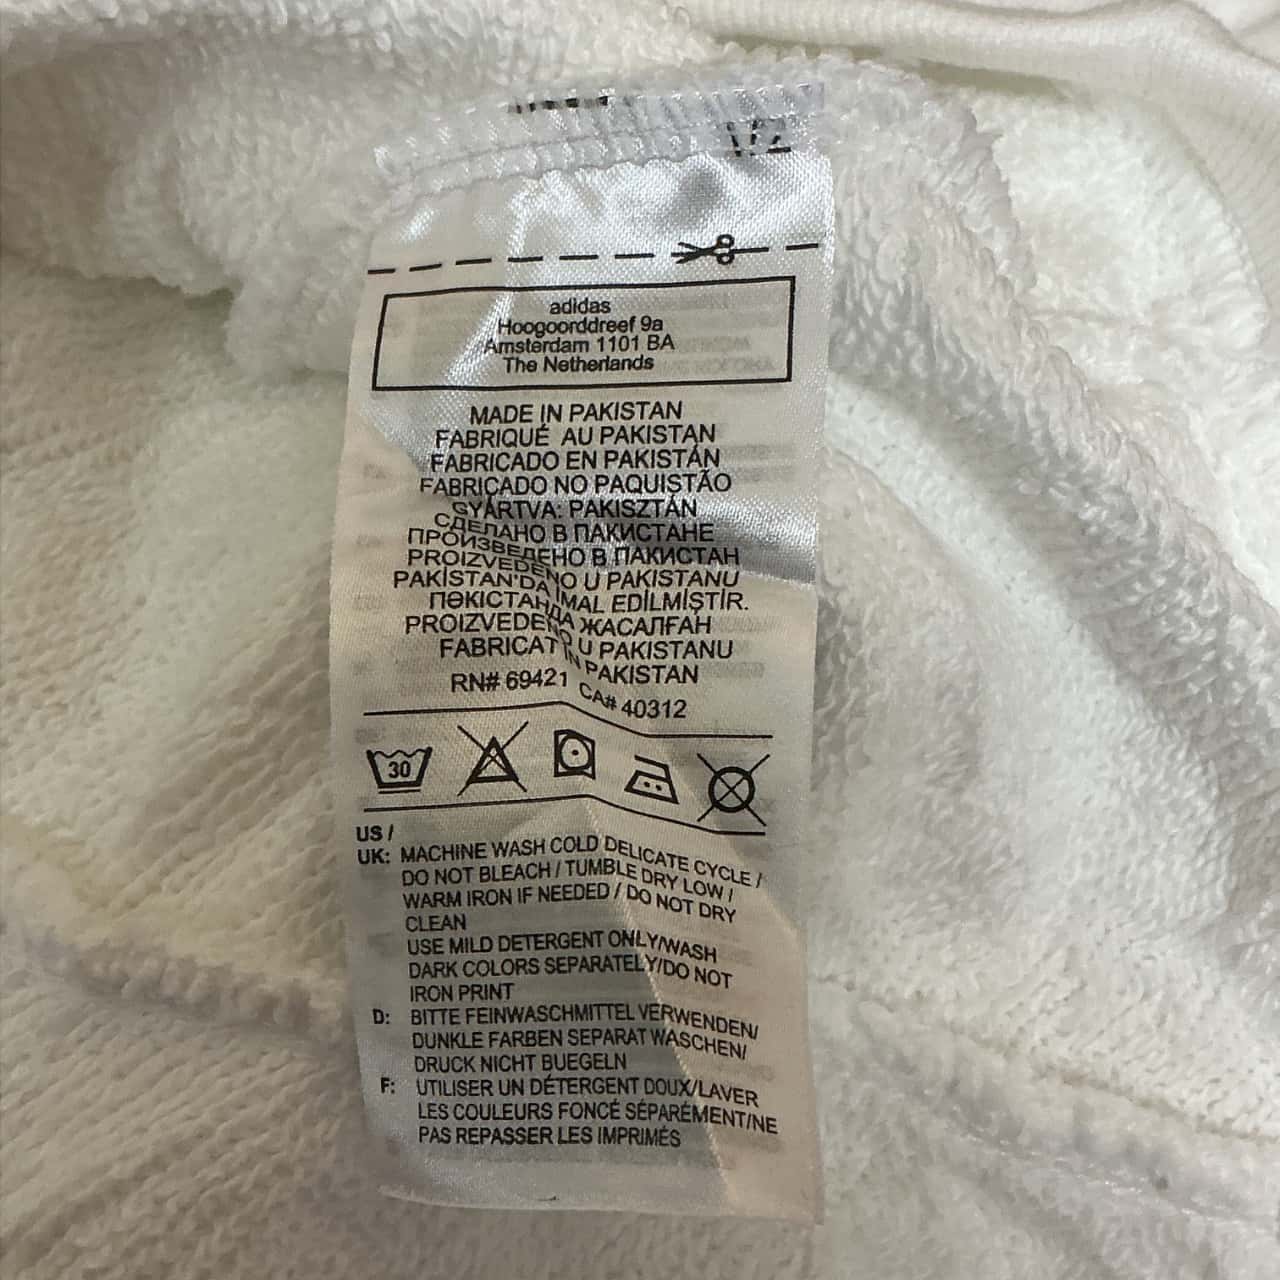 1/2
adidas
Hoogoorddreef 9a
Amsterdam 1101 BA
The Netherlands
MADE IN PAKISTAN
FABRIQUÉ AU PAKISTAN
FABRICADO EN PAKISTÁN
FABRICADO NO PAQUISTÃO
GYÁRTVA: PAKISZTÁN
СДЕЛАНО В ПАКИСТАНЕ
ПРОИЗВЕДЕНО В ПАКИСТАН
PROIZVEDENO U PAKISTANU
PAKİSTAN'DA İMAL EDİLMİŞTİR.
ПӘКІСТАНДА ЖАСАЛҒАН
PROIZVEDENO U PAKISTANU
FABRICAT IN PAKISTAN
RN# 69421 CA# 40312
30
US /
UK: MACHINE WASH COLD DELICATE CYCLE /
DO NOT BLEACH / TUMBLE DRY LOW /
WARM IRON IF NEEDED / DO NOT DRY
CLEAN
USE MILD DETERGENT ONLY/WASH
DARK COLORS SEPARATELY/DO NOT
IRON PRINT
D: BITTE FEINWASCHMITTEL VERWENDEN/
DUNKLE FARBEN SEPARAT WASCHEN/
DRUCK NICHT BUEGELN
F: UTILISER UN DÉTERGENT DOUX/LAVER
LES COULEURS FONCÉ SÉPARÉMENT/NE
PAS REPASSER LES IMPRIMÉS